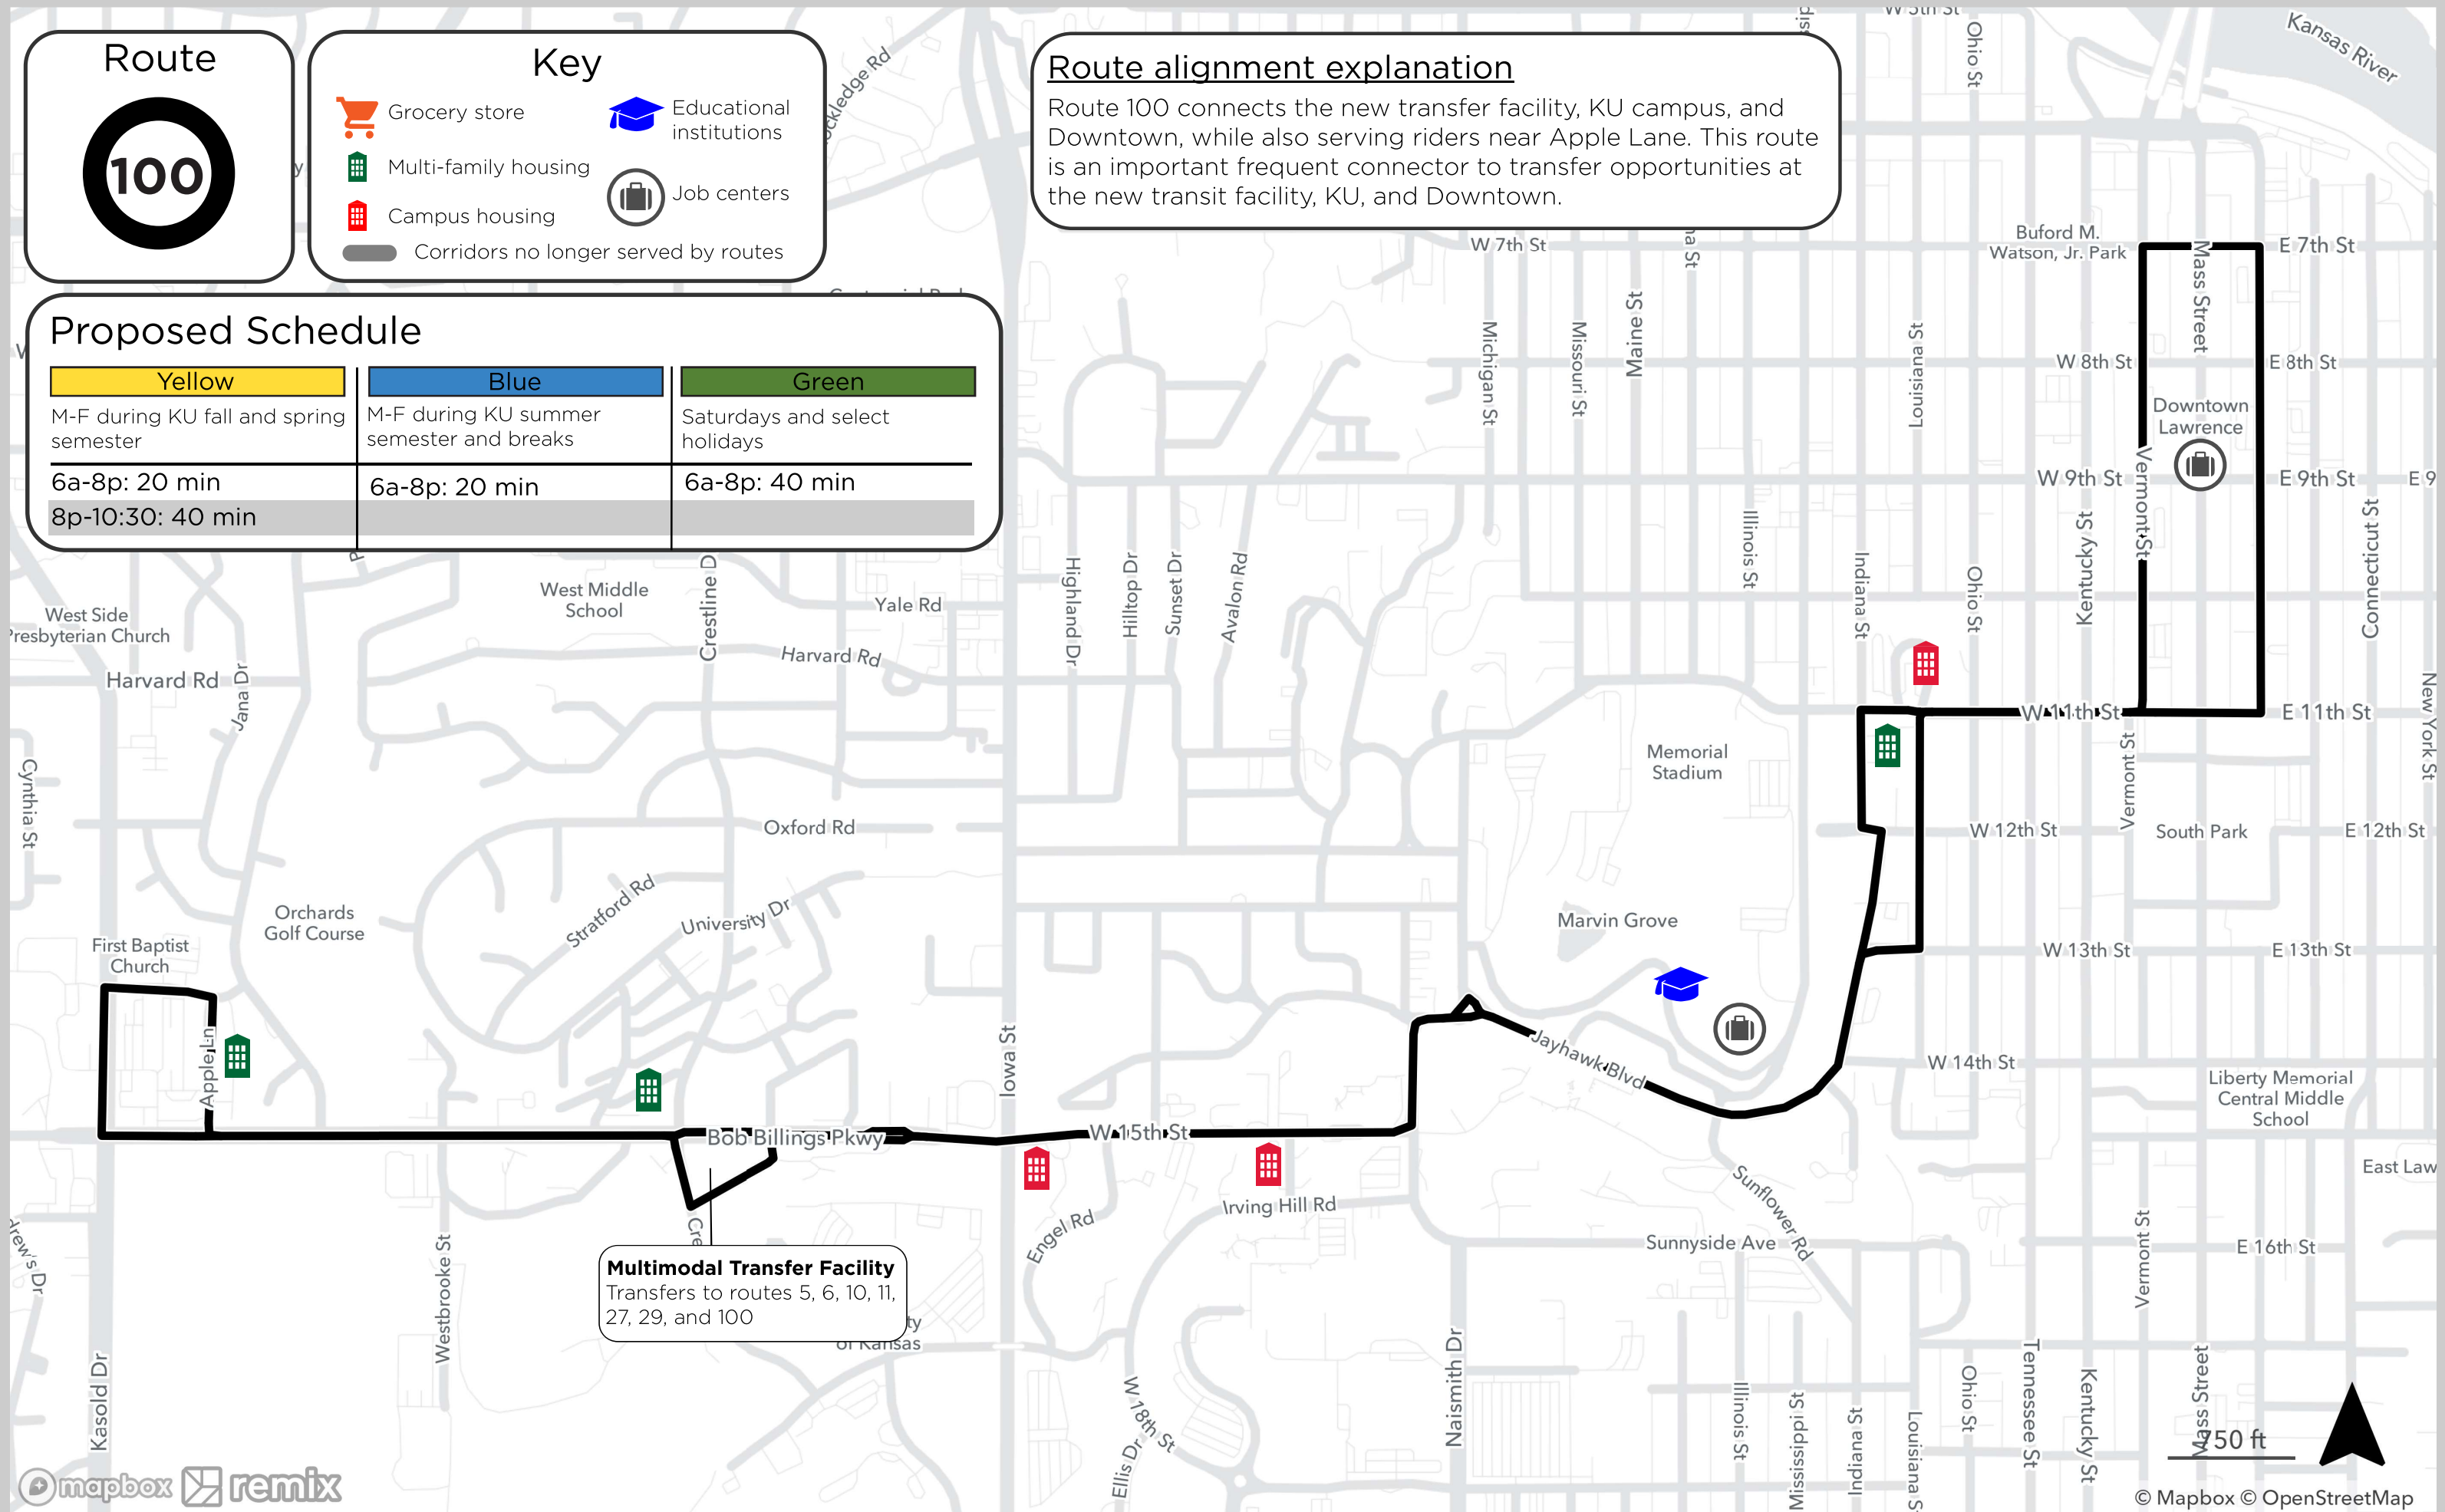 Route
100
Key
Grocery store
Educational
institutions
Multi-family housing
Job centers
Campus housing
Corridors no longer served by routes
Route alignment explanation
Route 100 connects the new transfer facility, KU campus, and
Downtown, while also serving riders near Apple Lane. This route
is an important frequent connector to transfer opportunities at
the new transit facility, KU, and Downtown.
Proposed Schedule
Yellow
Blue
Green
M-F during KU fall and spring
semester
M-F during KU summer
semester and breaks
Saturdays and select
holidays
6a-8p: 20 min
6a-8p: 20 min
6a-8p: 40 min
8p-10:30: 40 min
W 5th St
Ohio St
Kansas River
W 7th St
Buford M.
Watson, Jr. Park
Mass Street
E 7th St
Michigan St
Missouri St
Maine St
Louisiana St
W 8th St
E 8th St
Downtown
Lawrence
W 9th St
Vermont St
E 9th St
E 9
Illinois St
Indiana St
Ohio St
Kentucky St
Connecticut St
West Side
Presbyterian Church
West Middle
School
Crestline D
Yale Rd
Highland Dr
Hilltop Dr
Sunset Dr
Avalon Rd
Harvard Rd
Jana Dr
Harvard Rd
W 11th St
E 11th St
New York St
Cynthia St
Memorial
Stadium
Vermont St
Oxford Rd
W 12th St
South Park
E 12th St
Stratford Rd
University Dr
Orchards
Golf Course
Marvin Grove
First Baptist
Church
W 13th St
E 13th St
Apple Ln
Iowa St
Jayhawk Blvd
W 14th St
Liberty Memorial
Central Middle
School
Bob Billings Pkwy
W 15th St
East Law
Cre
Engel Rd
Irving Hill Rd
Sunflower Rd
Sunnyside Ave
Vermont St
E 16th St
rew's Dr
Westbrooke St
Multimodal Transfer Facility
Transfers to routes 5, 6, 10, 11,
27, 29, and 100
ty
of Kansas
Kasold Dr
W 18th St
Ellis Dr
Naismith Dr
Illinois St
Mississippi St
Indiana St
Louisiana S
Ohio St
Tennessee St
Kentucky St
Mass Street
750 ft
mapbox
remix
© Mapbox © OpenStreetMap